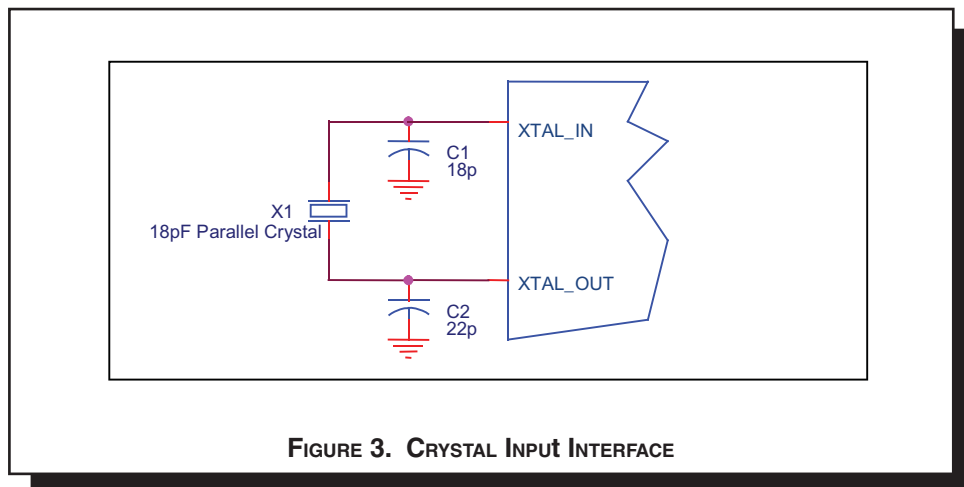 XTAL_IN
C1
18p
X1
18pF Parallel Crystal
XTAL_OUT
C2
22p
FIGURE 3. CRYSTAL INPUt INTERFACE